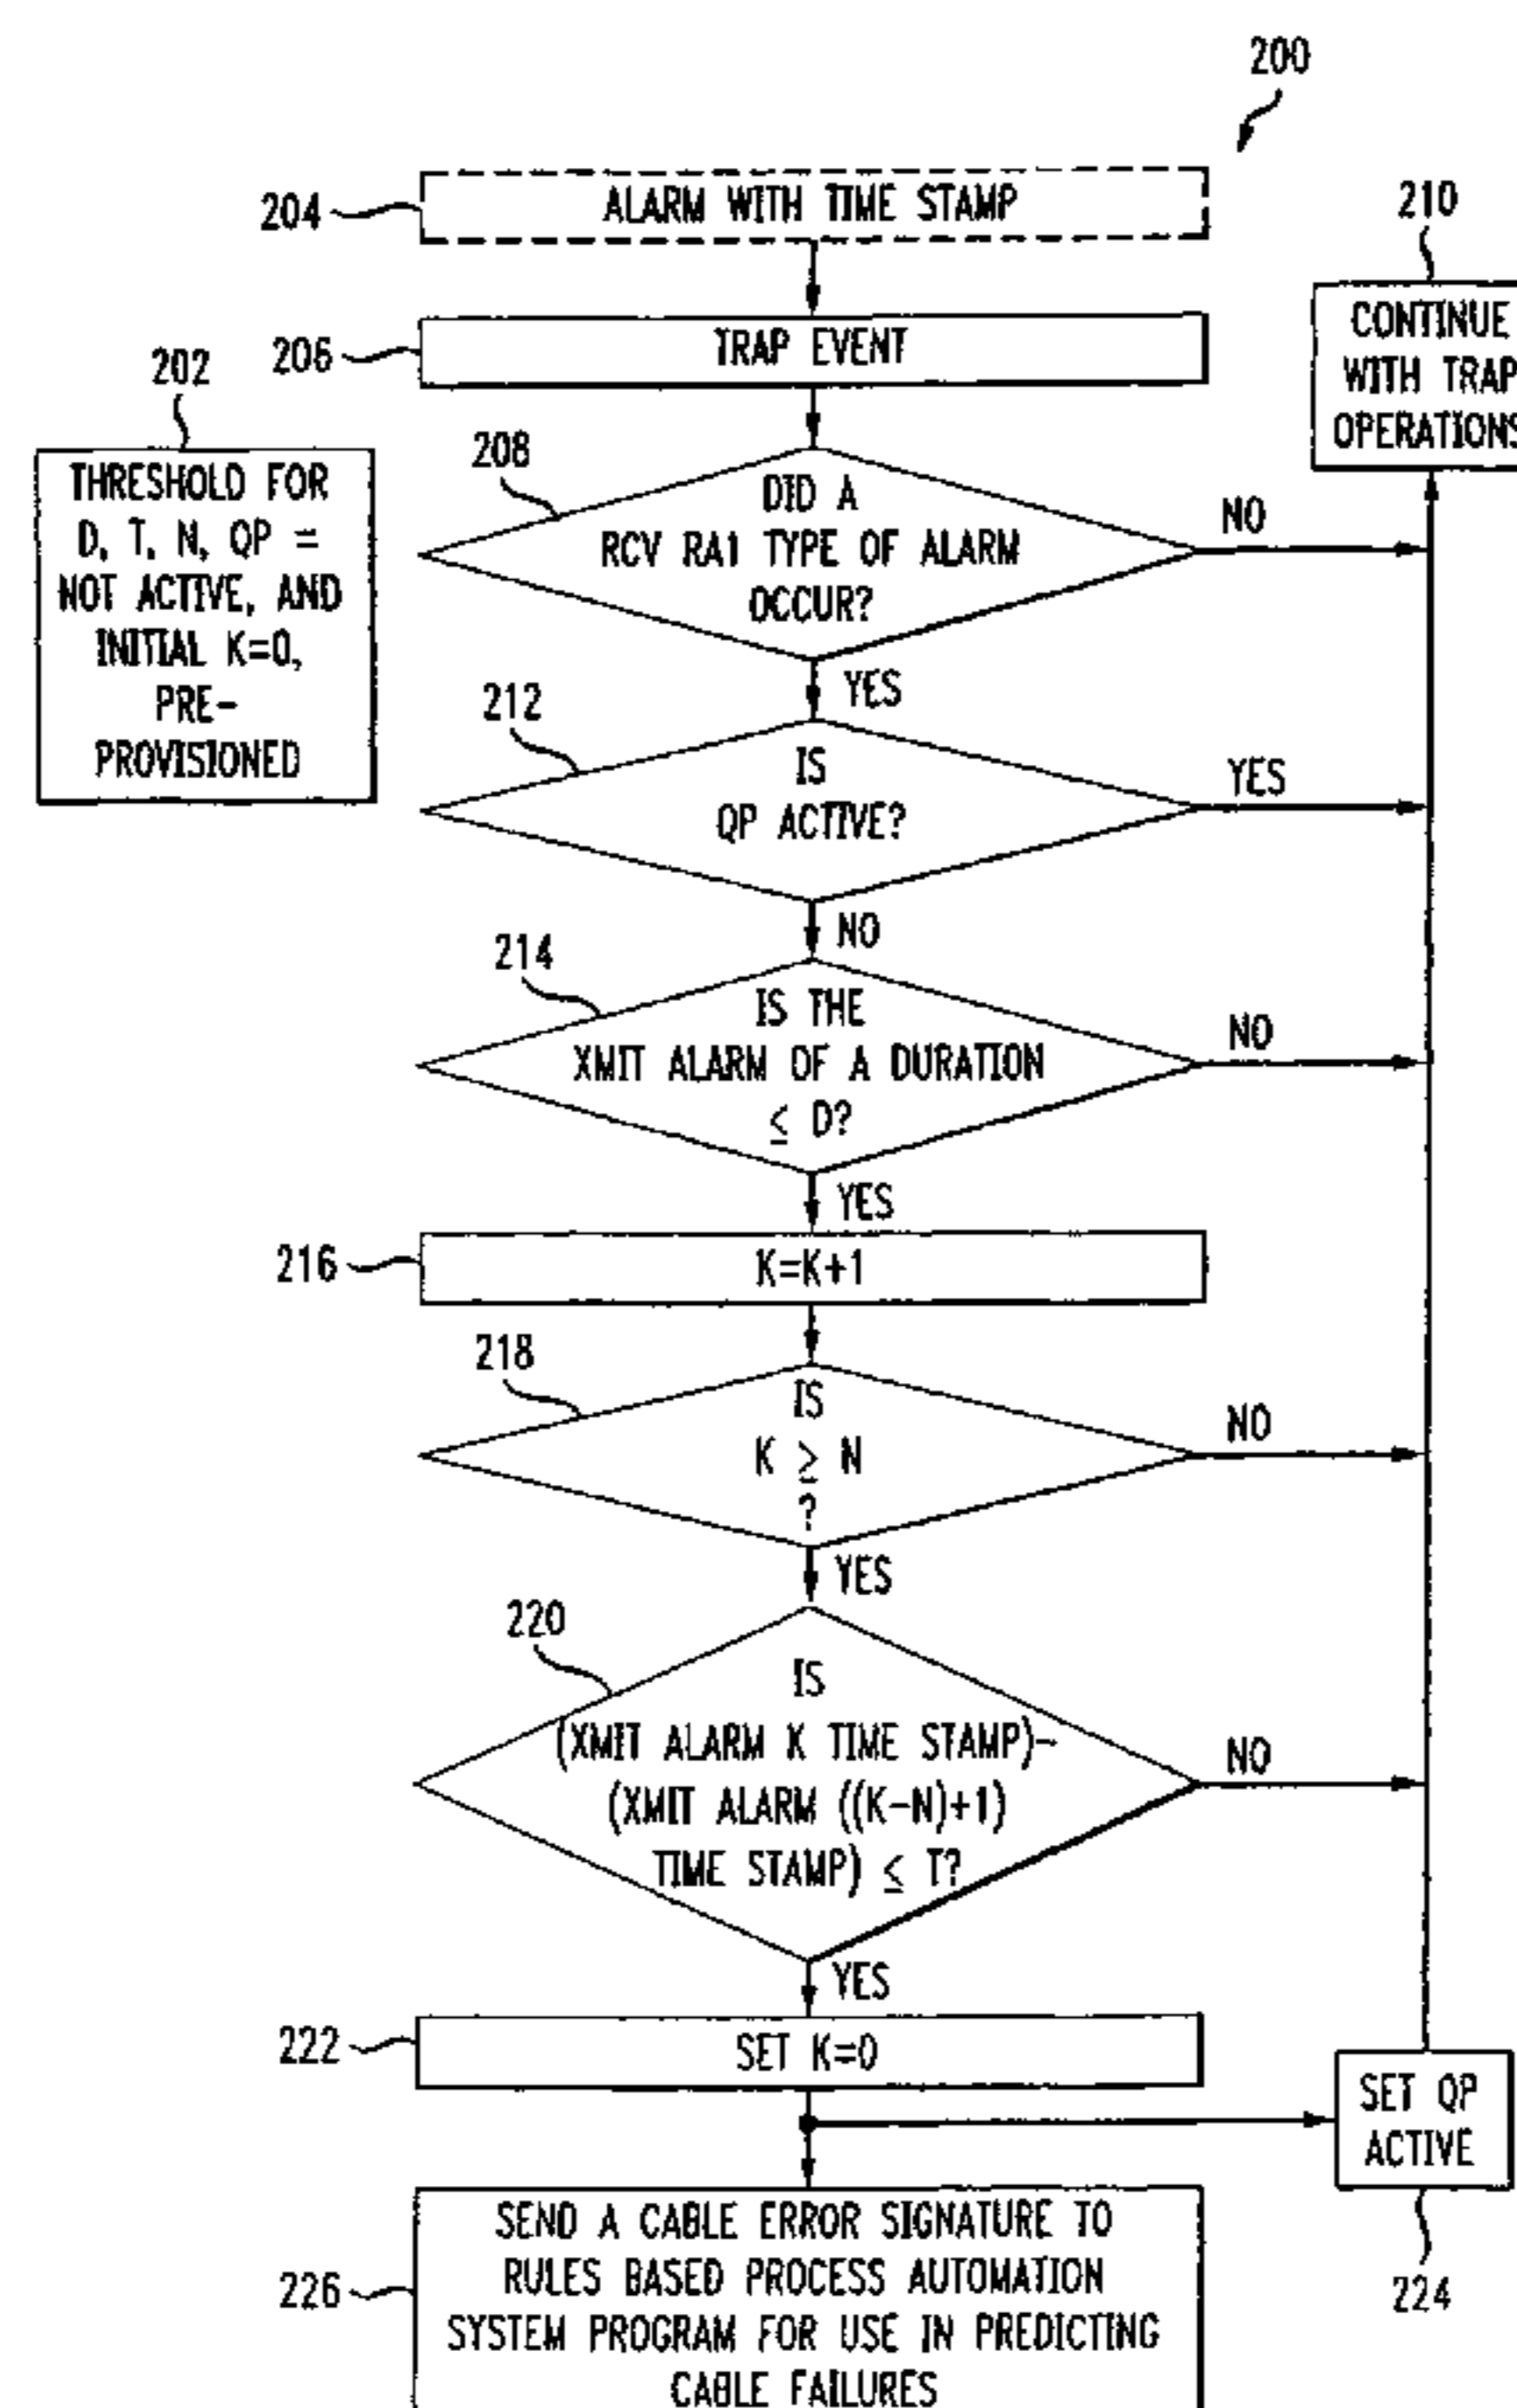 200
204
ALARM WITH TIME STAMP
210
CONTINUE
WITH TRAP
OPERATIONS
206
TRAP EVENT
202
THRESHOLD FOR
D, T, N, QP =
NOT ACTIVE, AND
INITIAL K=0,
PRE-
PROVISIONED
208
DID A
RCV RA1 TYPE OF ALARM
OCCUR?
NO
YES
212
IS
QP ACTIVE?
YES
NO
214
IS THE
XMIT ALARM OF A DURATION
≤ D?
NO
YES
216
K=K+1
218
IS
K ≥ N
?
NO
YES
220
IS
(XMIT ALARM K TIME STAMP)-
(XMIT ALARM ((K-N)+1)
TIME STAMP) ≤ T?
NO
YES
222
SET K=0
SET QP
ACTIVE
224
226
SEND A CABLE ERROR SIGNATURE TO
RULES BASED PROCESS AUTOMATION
SYSTEM PROGRAM FOR USE IN PREDICTING
CABLE FAILURES